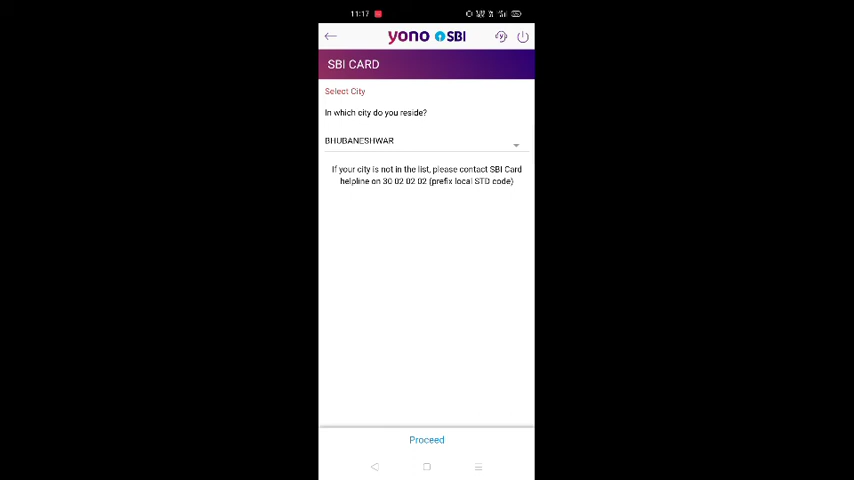 11:17
yono SBI
SBI CARD
Select City
In which city do you reside?
BHUBANESHWAR
If your city is not in the list, please contact SBI Card
helpline on 30 02 02 02 (prefix local STD code)
Proceed